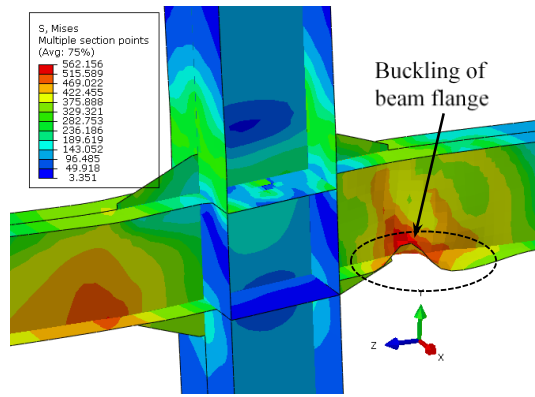 S, Mises
Multiple section points
(Avg: 75%)
562.156
515.589
469.022
422.455
375.888
329.321
282.753
236.186
189.619
143.052
96.485
49.918
3.351
Buckling of
beam flange
Z
X